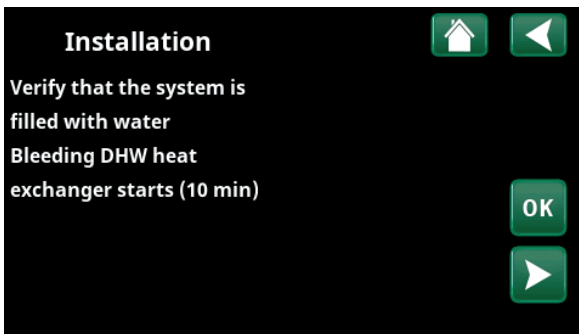 Installation
Verify that the system is
filled with water
Bleeding DHW heat
exchanger starts (10 min)
OK